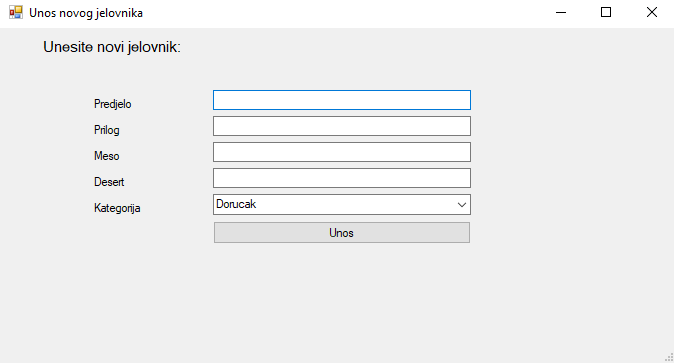 Unos novog jelovnika
Unesite novi jelovnik:
Predjelo
Prilog
Meso
Desert
Kategorija Dorucak
Unos